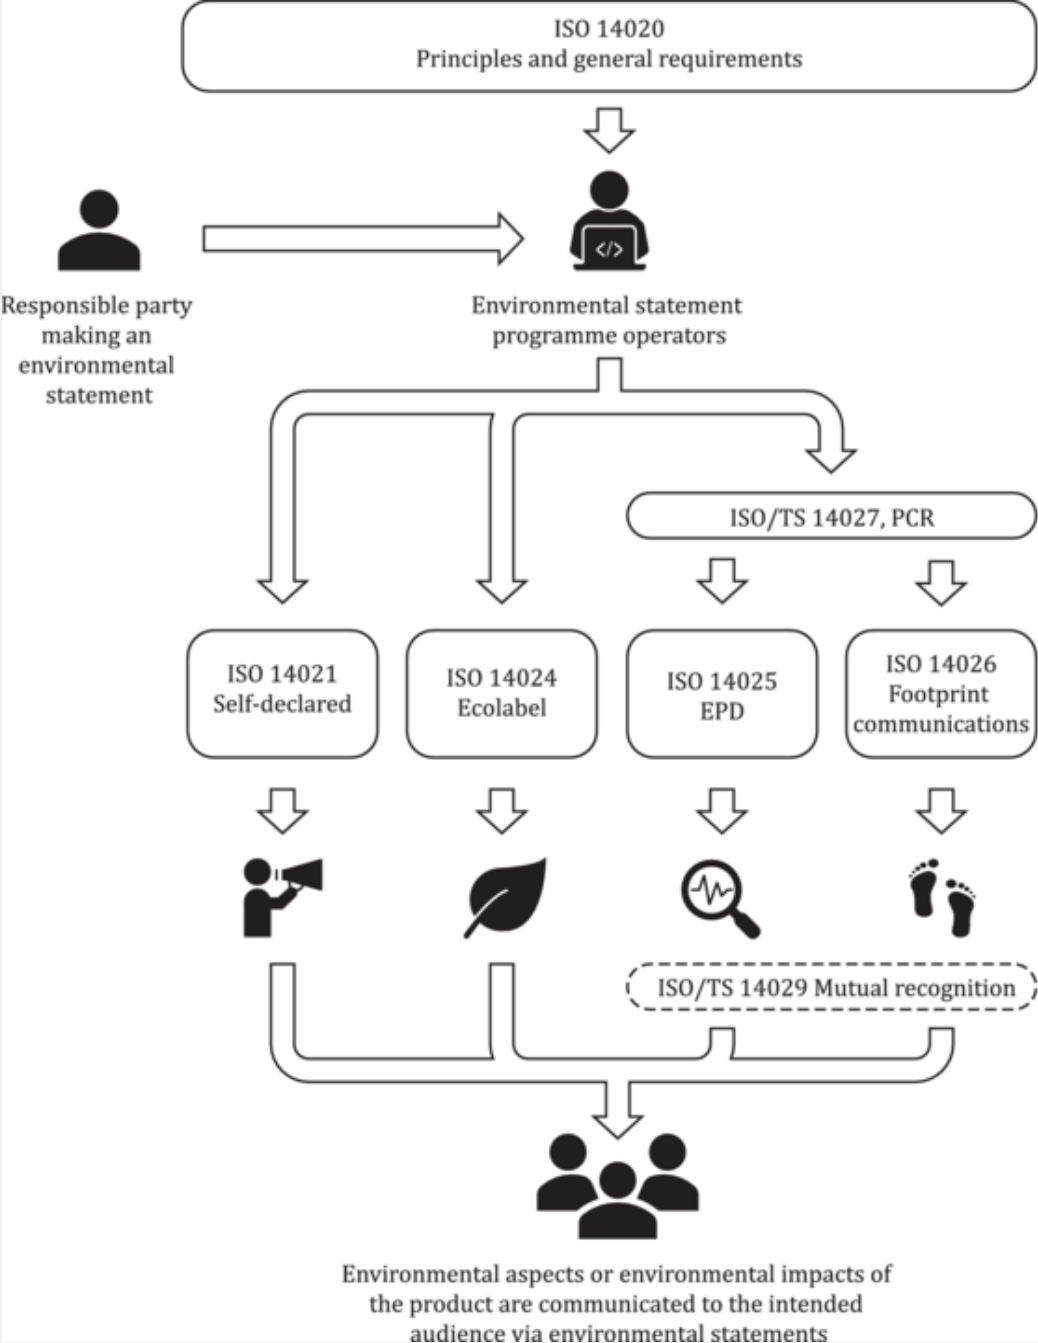 ISO 14020
Principles and general requirements
</>
Responsible party
making an
environmental
statement
Environmental statement
programme operators
ISO/TS 14027, PCR
ISO 14021
Self-declared
ISO 14024
Ecolabel
ISO 14025
EPD
ISO 14026
Footprint
communications
ISO/TS 14029 Mutual recognition
Environmental aspects or environmental impacts of
the product are communicated to the intended
audience via environmental statements